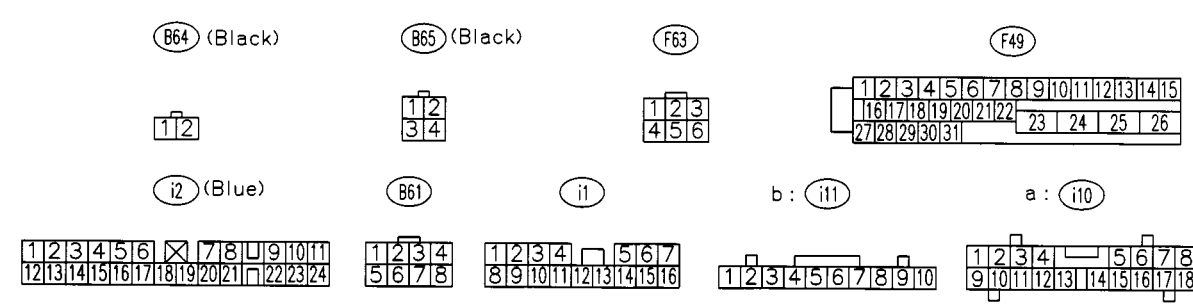 B64 (Black) B65 (Black) F63 F49
1 2 3 4 5 6 7 8 9 10 11 12 13 14 15
1 2 1 2 3 16 17 18 19 20 21 22
1 2 23 24 25 26
3 4 4 5 6 27 28 29 30 31
i2 (Blue) B61 i1 b: i11 a: i10
1 2 3 4 5 6 7 8 9 10 11 1 2 3 4 1 2 3 4 5 6 7 1 2 3 4 5 6 7 8
12 13 14 15 16 17 18 19 20 21 22 23 24 5 6 7 8 8 9 10 11 12 13 14 15 16 1 2 3 4 5 6 7 8 9 10 9 10 11 12 13 14 15 16 17 18